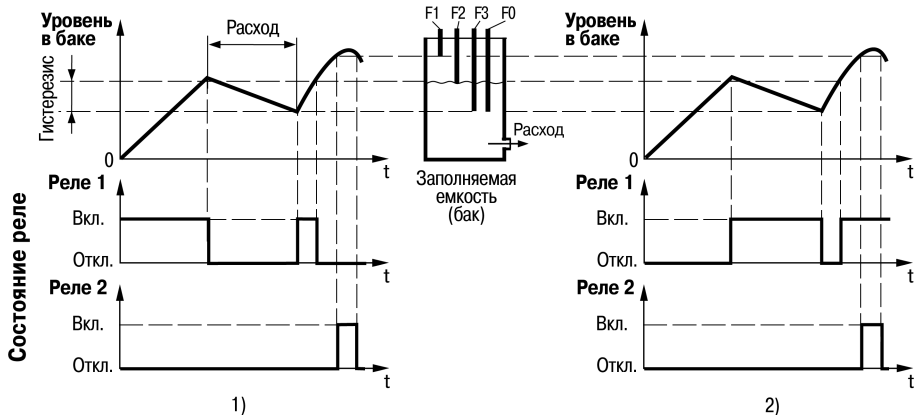 Уровень
в баке
Расход
Гистерезис
0
t
Реле 1
Вкл.
Откл.
t
Реле 2
Вкл.
Откл.
t
1)
Состояние реле
F1 F2 F3 F0
Расход
Заполняемая
емкость
(бак)
Уровень
в баке
0
t
Реле 1
Вкл.
Откл.
t
Реле 2
Вкл.
Откл.
t
2)